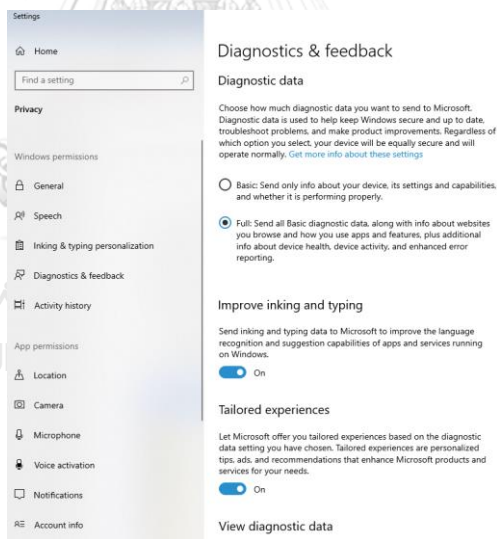 Settings
Home
Find a setting
Privacy
Windows permissions
General
Speech
Inking & typing personalization
Diagnostics & feedback
Activity history
App permissions
Location
Camera
Microphone
Voice activation
Notifications
Account info
Diagnostics & feedback
Diagnostic data
Choose how much diagnostic data you want to send to Microsoft.
Diagnostic data is used to help keep Windows secure and up to date,
troubleshoot problems, and make product improvements. Regardless of
which option you select, your device will be equally secure and will
operate normally. Get more info about these settings
Basic: Send only info about your device, its settings and capabilities,
and whether it is performing properly.
Full: Send all Basic diagnostic data, along with info about websites
you browse and how you use apps and features, plus additional
info about device health, device activity, and enhanced error
reporting.
Improve inking and typing
Send inking and typing data to Microsoft to improve the language
recognition and suggestion capabilities of apps and services running
on Windows.
On
Tailored experiences
Let Microsoft offer you tailored experiences based on the diagnostic
data setting you have chosen. Tailored experiences are personalized
tips, ads, and recommendations that enhance Microsoft products and
services for your needs.
On
View diagnostic data